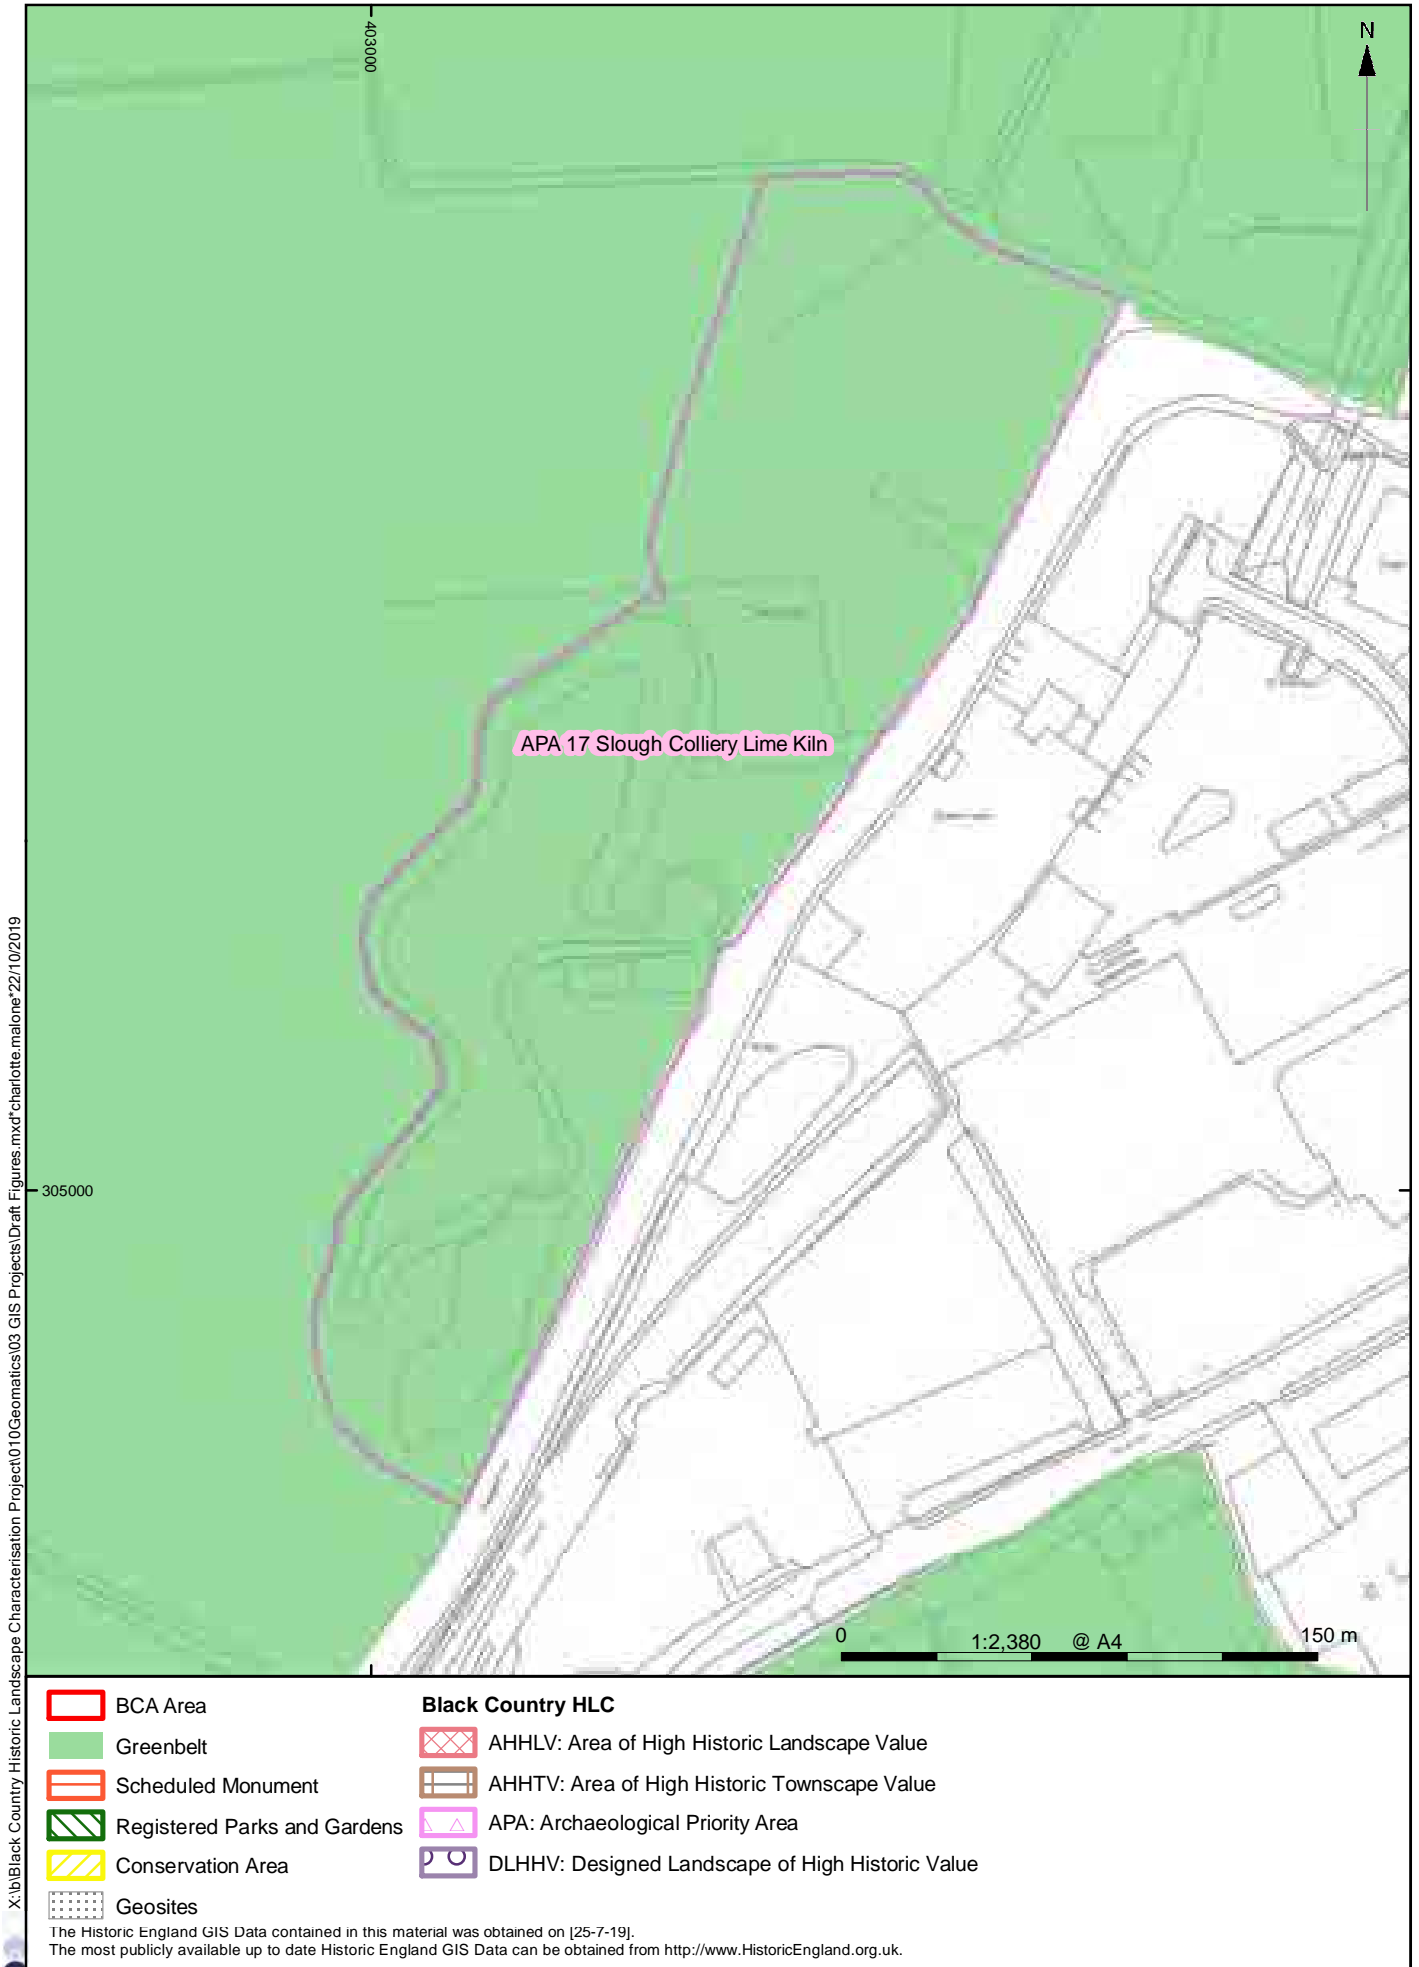 403000
N
APA 17 Slough Colliery Lime Kiln
305000
0 1:2,380 @ A4 150 m
X:\b\Black Country Historic Landscape Characterisation Project\010Geomatics\03 GIS Projects\Draft Figures.mxd*charlotte.malone*22/10/2019
BCA Area
Greenbelt
Scheduled Monument
Registered Parks and Gardens
Conservation Area
Geosites
Black Country HLC
AHHLV: Area of High Historic Landscape Value
AHHTV: Area of High Historic Townscape Value
APA: Archaeological Priority Area
DLHHV: Designed Landscape of High Historic Value
The Historic England GIS Data contained in this material was obtained on [25-7-19].
The most publicly available up to date Historic England GIS Data can be obtained from http://www.HistoricEngland.org.uk.